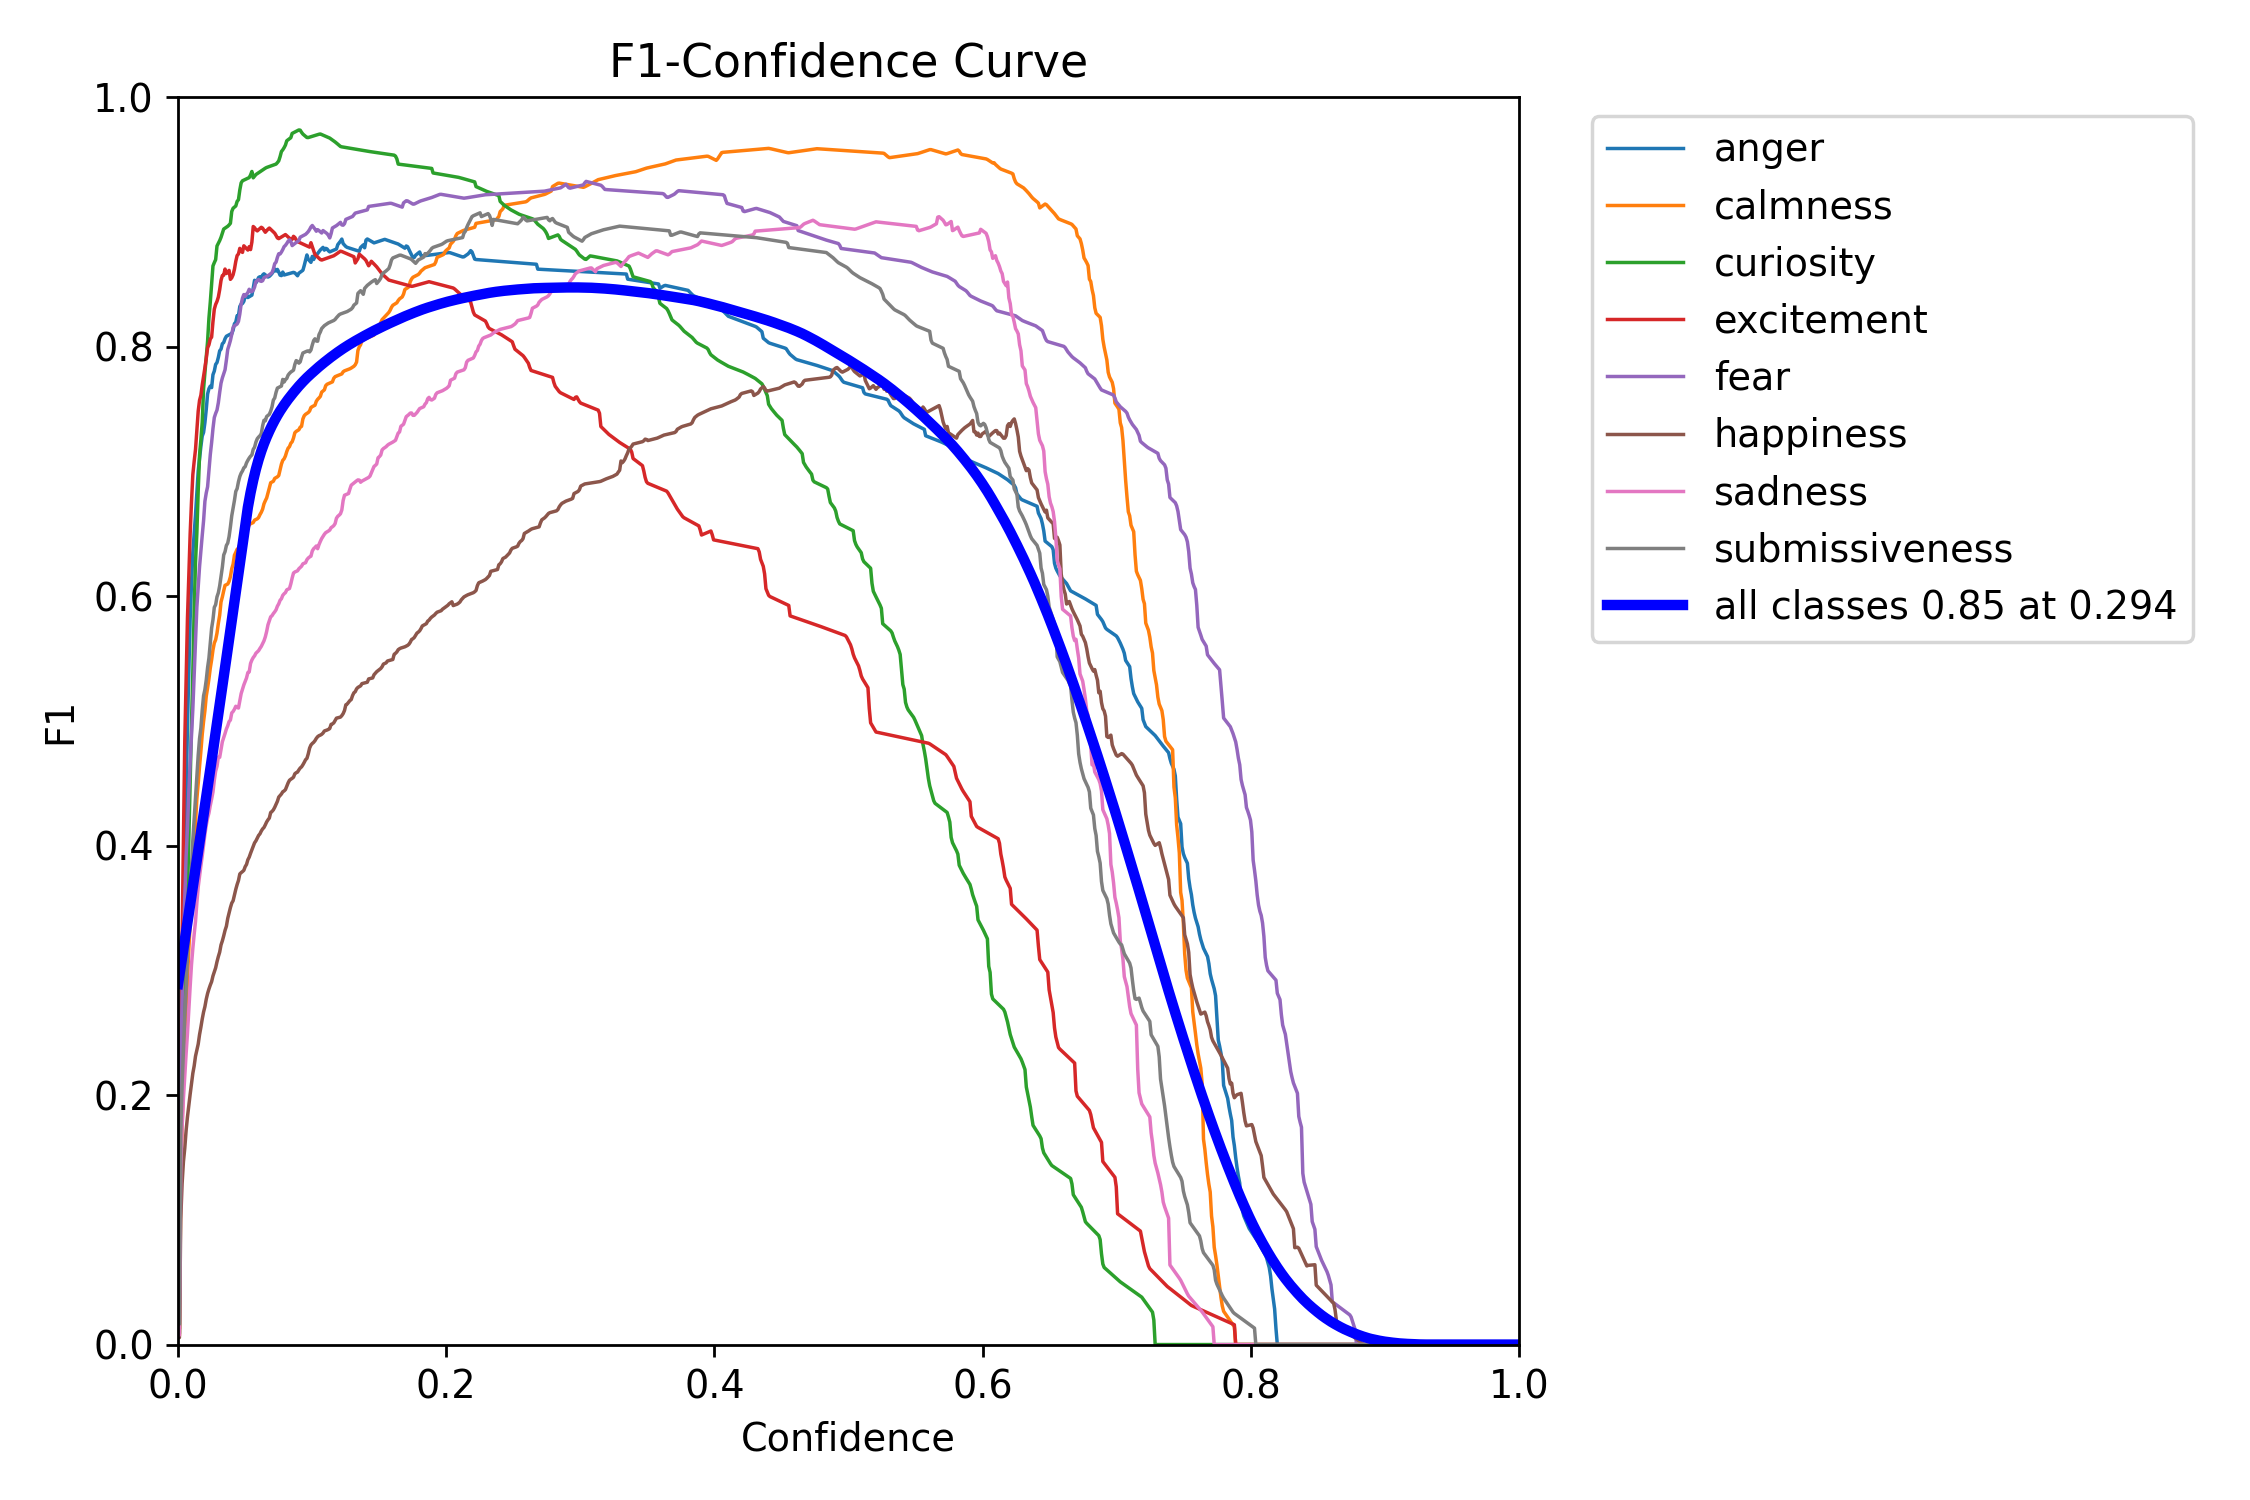 F1-Confidence Curve
1.0
0.8
0.6
0.4
0.2
0.0
F1
0.0 0.2 0.4 0.6 0.8 1.0
Confidence
anger
calmness
curiosity
excitement
fear
happiness
sadness
submissiveness
all classes 0.85 at 0.294